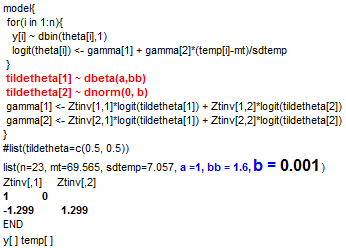 model{
for(i in 1:n){
y[i] ~ dbin(theta[i],1)
logit(theta[i]) <- gamma[1] + gamma[2]*(temp[i]-mt)/sdtemp
}
tildetheta[1] ~ dbeta(a,bb)
tildetheta[2] ~ dnorm(0, b)
gamma[1] <- Ztinv[1,1]*logit(tildetheta[1]) + Ztinv[1,2]*logit(tildetheta[2])
gamma[2] <- Ztinv[2,1]*logit(tildetheta[1]) + Ztinv[2,2]*logit(tildetheta[2])
}
#list(tildetheta=c(0.5, 0.5))
list(n=23, mt=69.565, sdtemp=7.057, a =1, bb = 1.6, b = 0.001)
Ztinv[,1] Ztinv[,2]
1 0
-1.299 1.299
END
y[ ] temp[ ]